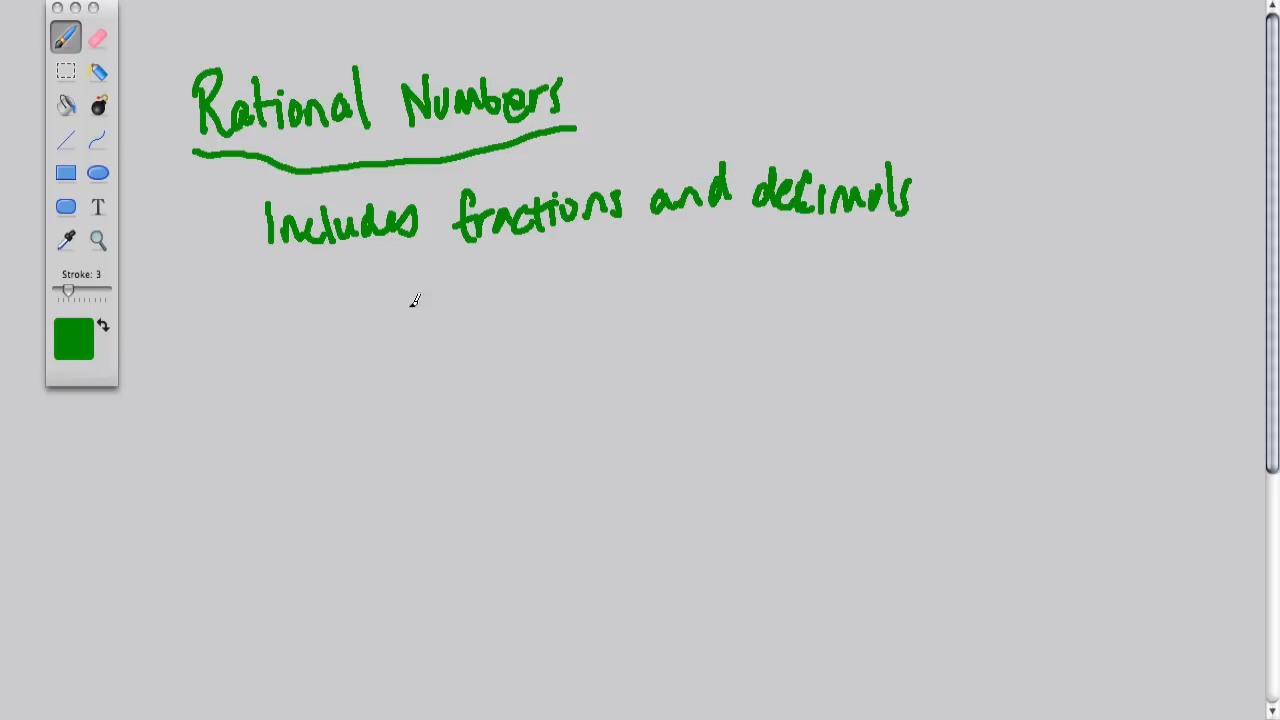 Rational Numbers
Includes fractions and decimals
T
Stroke: 3